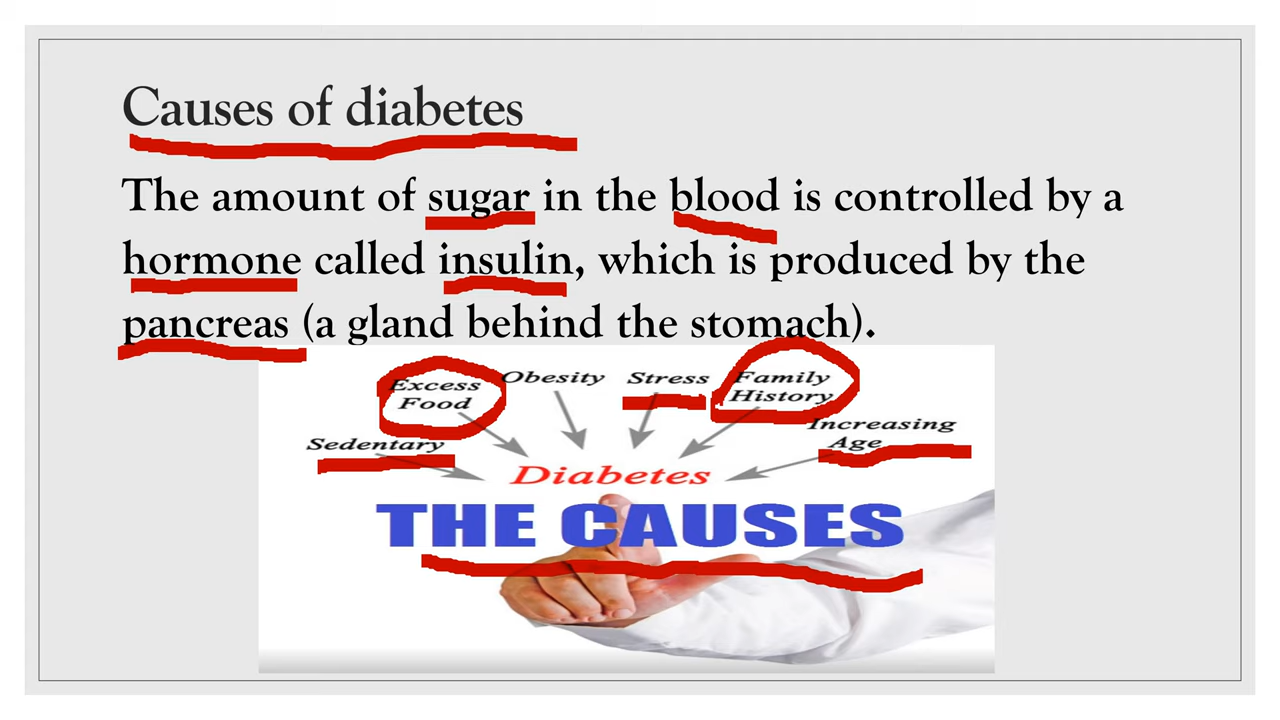 Causes of diabetes
The amount of sugar in the blood is controlled by a
hormone called insulin, which is produced by the
pancreas (a gland behind the stomach).
Excess
Food
Obesity
Stress
Family
History
Sedentary
Increasing
Age
Diabetes
THE CAUSES